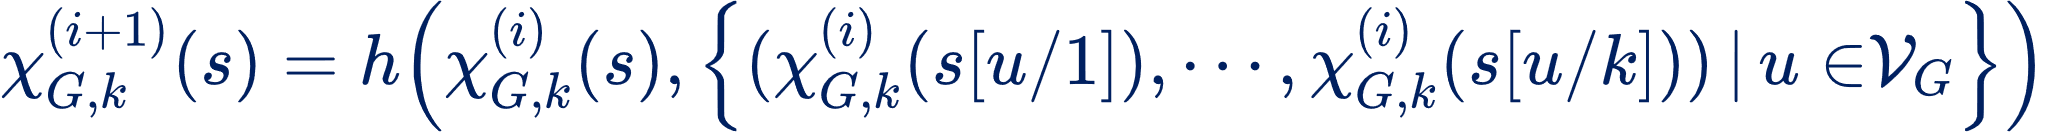 χ_{G,k}^{(i+1)}(s) = h(χ_{G,k}^{(i)}(s), {(χ_{G,k}^{(i)}(s[u/1]), ⋯ , χ_{G,k}^{(i)}(s[u/k])) | u ∈ 𝒱_G})